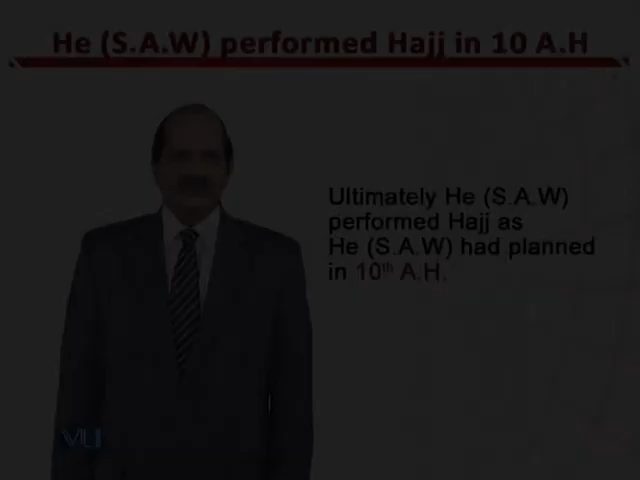 He (S.A.W) performed Hajj in 10 A.H
Ultimately He (S.A.W)
performed Hajj as
He (S.A.W) had planned
in 10th A.H.
VU